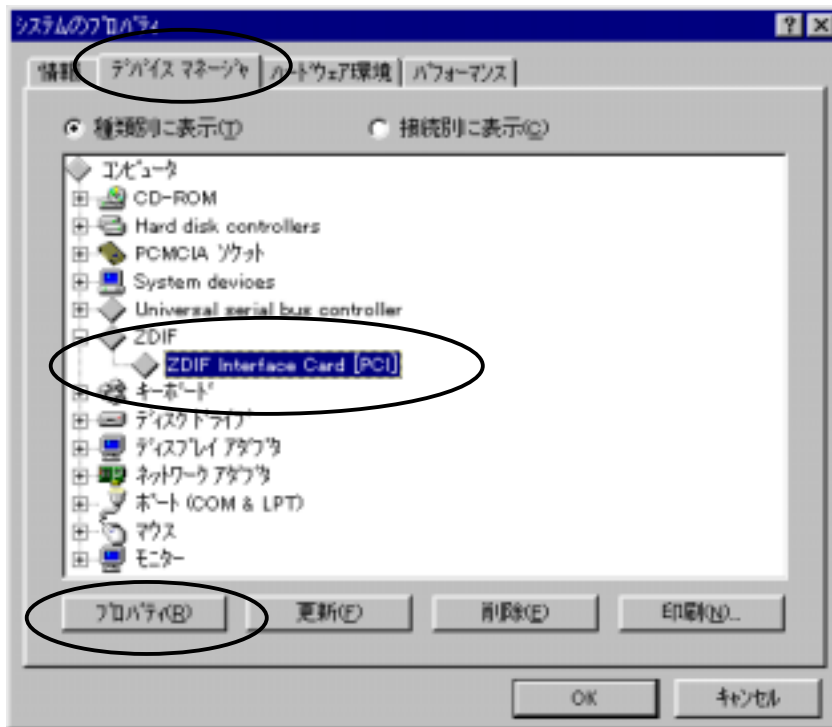 システムのプロパティ
情報 デバイス マネージャ ハードウェア環境 パフォーマンス
種類別に表示(T) 接続別に表示(C)
コンピュータ
CD-ROM
Hard disk controllers
PCMCIA ソケット
System devices
Universal serial bus controller
ZDIF
ZDIF Interface Card [PCI]
キーボード
ディスク ドライブ
ディスプレイ アダプタ
ネットワーク アダプタ
ポート (COM & LPT)
マウス
モニター
プロパティ(R) 更新(F) 削除(E) 印刷(N)...
OK キャンセル